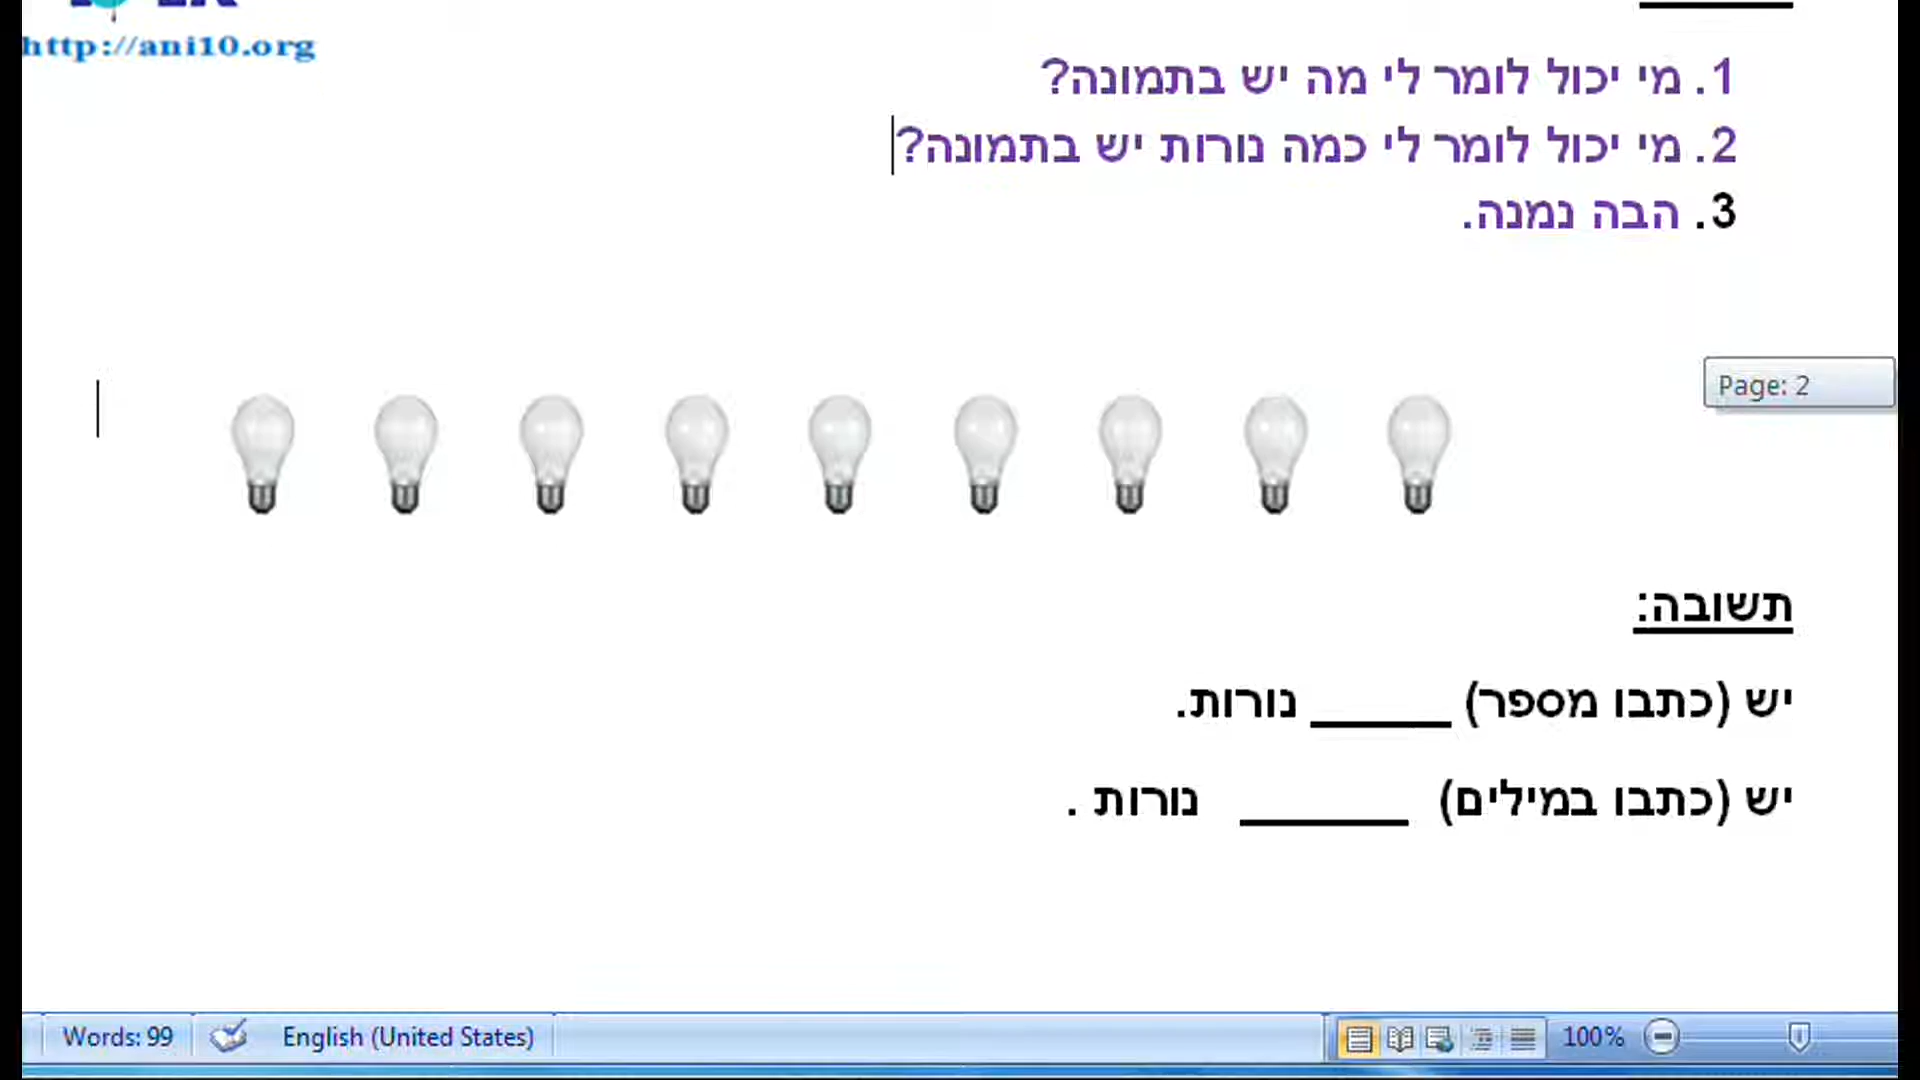 http://ani10.org
1. מי יכול לומר לי מה יש בתמונה?
2. מי יכול לומר לי כמה נורות יש בתמונה?
3. הבה נמנה.
Page: 2
תשובה:
יש (כתבו מספר) ______ נורות.
יש (כתבו במילים) _______ נורות .
Words: 99 English (United States) 100%